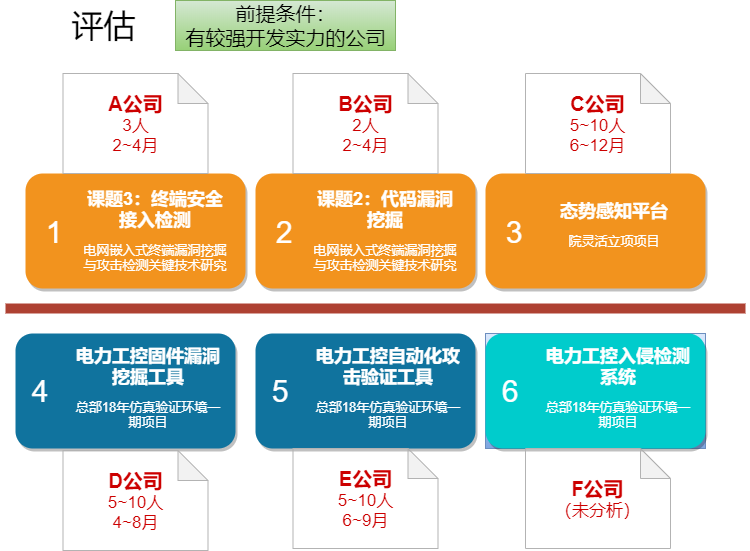 评估
前提条件：
有较强开发实力的公司
A公司
3人
2~4月
B公司
2人
2~4月
C公司
5~10人
6~12月
1
课题3：终端安全
接入检测
电网嵌入式终端漏洞挖掘
与攻击检测关键技术研究
2
课题2：代码漏洞
挖掘
电网嵌入式终端漏洞挖掘
与攻击检测关键技术研究
3
态势感知平台
院灵活立项项目
4
电力工控固件漏洞
挖掘工具
总部18年仿真验证环境一
期项目
5
电力工控自动化攻
击验证工具
总部18年仿真验证环境一
期项目
6
电力工控入侵检测
系统
总部18年仿真验证环境一
期项目
D公司
5~10人
4~8月
E公司
5~10人
6~9月
F公司
（未分析）